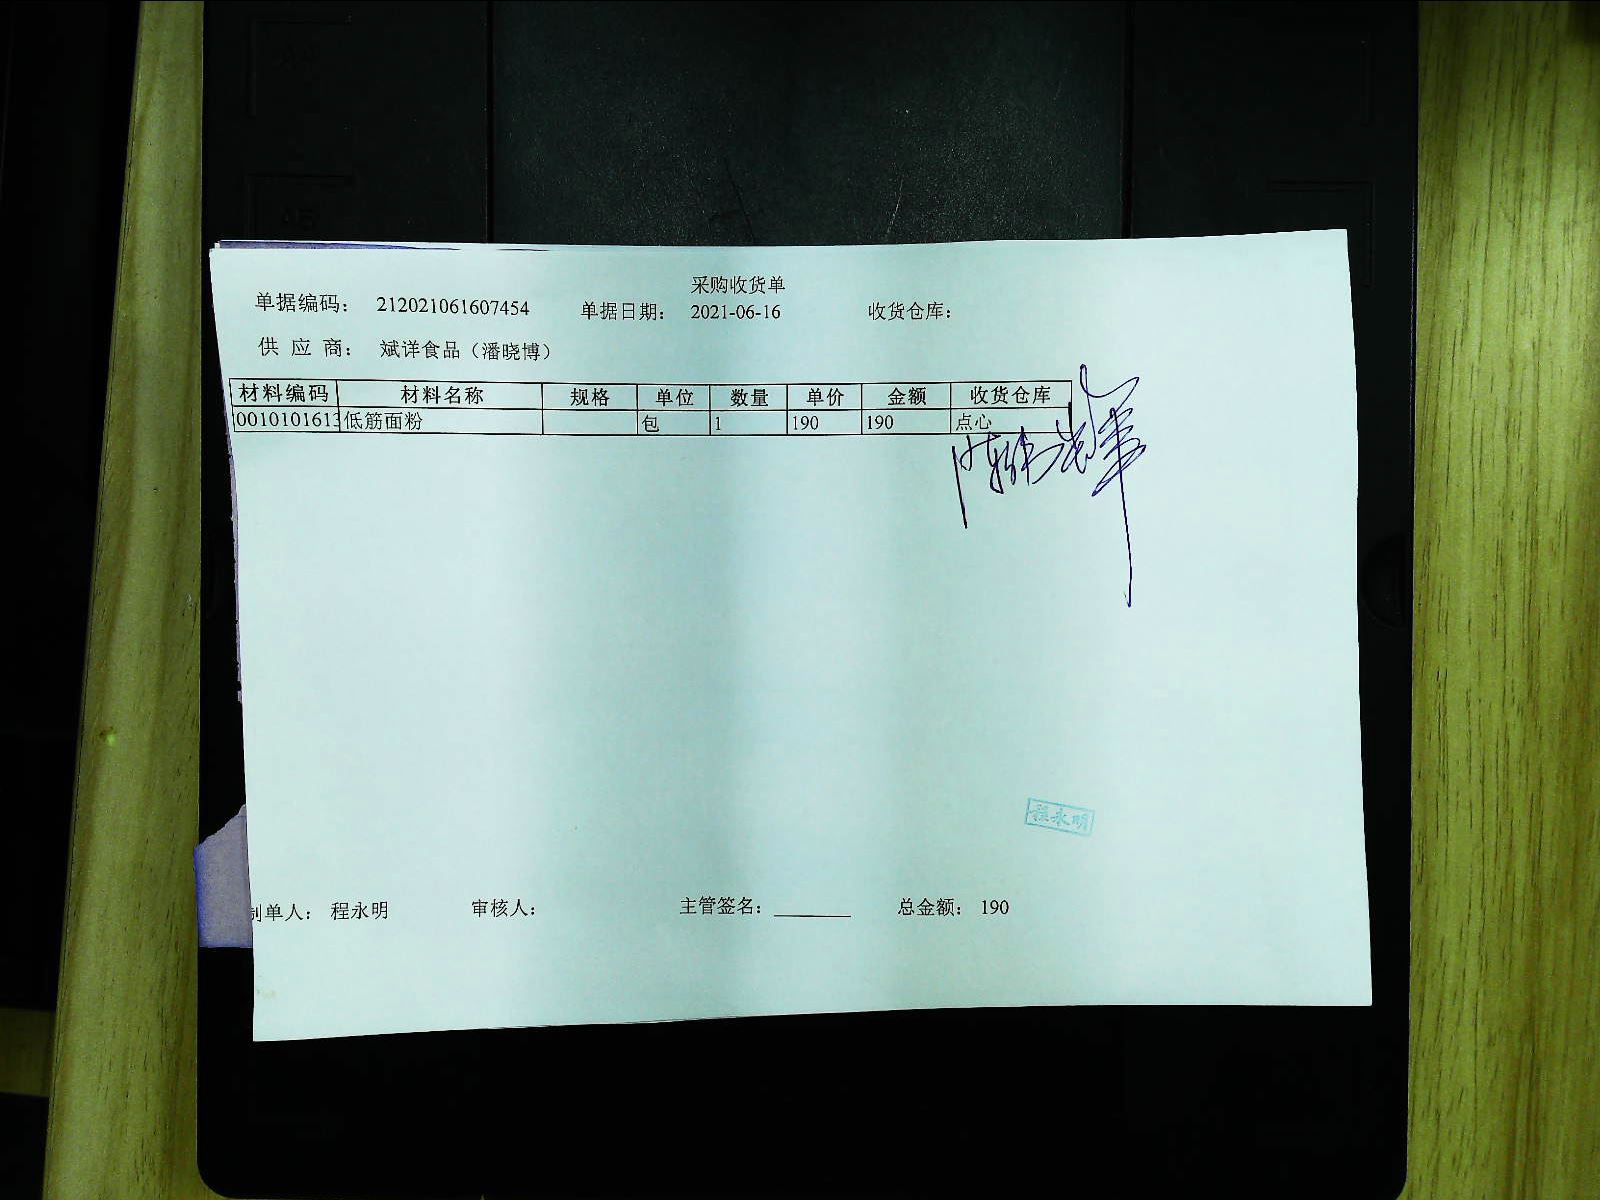 采购收货单
单据编码： 212021061607454 单据日期： 2021-06-16 收货仓库：
供 应 商： 斌详食品（潘晓博）
材料编码 材料名称 规格 单位 数量 单价 金额 收货仓库
0010101613 低筋面粉 包 1 190 190 点心
程永明
制单人： 程永明 审核人： 主管签名： 总金额： 190